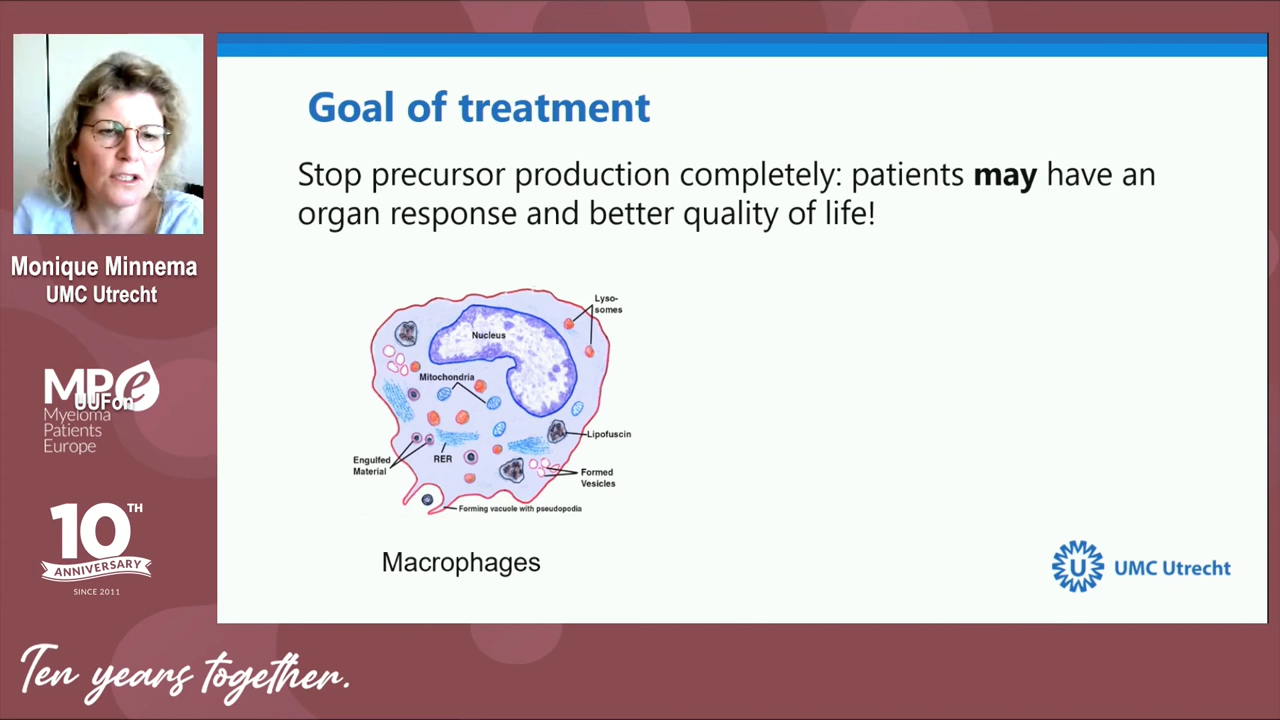 Goal of treatment
Stop precursor production completely: patients may have an
organ response and better quality of life!
Lyso-
somes
Nucleus
Mitochondria
Lipofuscin
Engulfed
Material
RER
Formed
Vesicles
Forming vacuole with pseudopodia
Macrophages
U
UMC Utrecht
Monique Minnema
UMC Utrecht
MPe
UUFon
Myeloma
Patients
Europe
10TH
ANNIVERSARY
SINCE 2011
Ten years together.